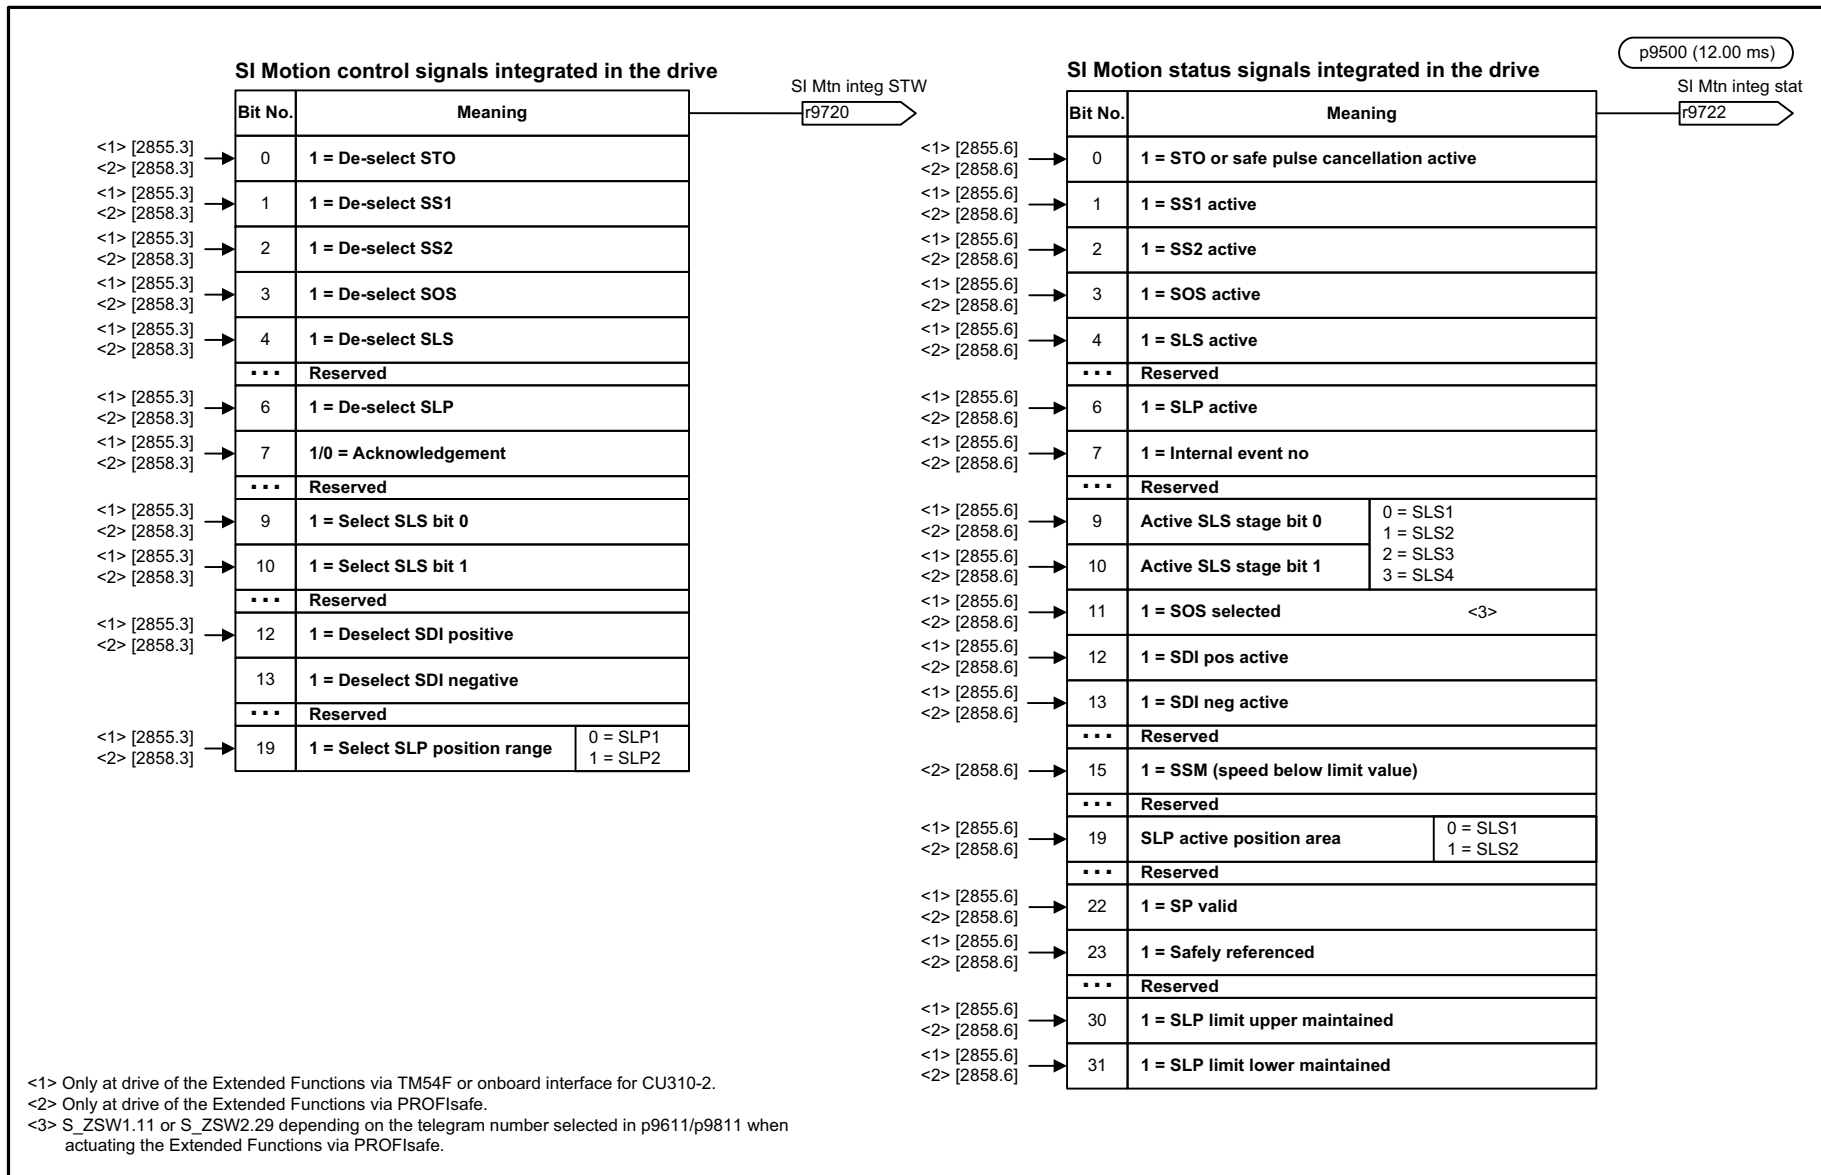 p9500 (12.00 ms)
SI Motion control signals integrated in the drive
SI Mtn integ STW
r9720
Bit No. Meaning
<1> [2855.3]
<2> [2858.3]
0 1 = De-select STO
<1> [2855.3]
<2> [2858.3]
1 1 = De-select SS1
<1> [2855.3]
<2> [2858.3]
2 1 = De-select SS2
<1> [2855.3]
<2> [2858.3]
3 1 = De-select SOS
<1> [2855.3]
<2> [2858.3]
4 1 = De-select SLS
... Reserved
<1> [2855.3]
<2> [2858.3]
6 1 = De-select SLP
<1> [2855.3]
<2> [2858.3]
7 1/0 = Acknowledgement
... Reserved
<1> [2855.3]
<2> [2858.3]
9 1 = Select SLS bit 0
<1> [2855.3]
<2> [2858.3]
10 1 = Select SLS bit 1
... Reserved
<1> [2855.3]
<2> [2858.3]
12 1 = Deselect SDI positive
13 1 = Deselect SDI negative
... Reserved
<1> [2855.3]
<2> [2858.3]
19 1 = Select SLP position range
0 = SLP1
1 = SLP2
SI Motion status signals integrated in the drive
SI Mtn integ stat
r9722
Bit No. Meaning
<1> [2855.6]
<2> [2858.6]
0 1 = STO or safe pulse cancellation active
<1> [2855.6]
<2> [2858.6]
1 1 = SS1 active
<1> [2855.6]
<2> [2858.6]
2 1 = SS2 active
<1> [2855.6]
<2> [2858.6]
3 1 = SOS active
<1> [2855.6]
<2> [2858.6]
4 1 = SLS active
... Reserved
<1> [2855.6]
<2> [2858.6]
6 1 = SLP active
<1> [2855.6]
<2> [2858.6]
7 1 = Internal event no
... Reserved
<1> [2855.6]
<2> [2858.6]
9 Active SLS stage bit 0
<1> [2855.6]
<2> [2858.6]
10 Active SLS stage bit 1
0 = SLS1
1 = SLS2
2 = SLS3
3 = SLS4
<1> [2855.6]
<2> [2858.6]
11 1 = SOS selected <3>
<1> [2855.6]
<2> [2858.6]
12 1 = SDI pos active
<1> [2855.6]
<2> [2858.6]
13 1 = SDI neg active
... Reserved
<2> [2858.6]
15 1 = SSM (speed below limit value)
... Reserved
<1> [2855.6]
<2> [2858.6]
19 SLP active position area
0 = SLS1
1 = SLS2
... Reserved
<1> [2855.6]
<2> [2858.6]
22 1 = SP valid
<1> [2855.6]
<2> [2858.6]
23 1 = Safely referenced
... Reserved
<1> [2855.6]
<2> [2858.6]
30 1 = SLP limit upper maintained
<1> [2855.6]
<2> [2858.6]
31 1 = SLP limit lower maintained
<1> Only at drive of the Extended Functions via TM54F or onboard interface for CU310-2.
<2> Only at drive of the Extended Functions via PROFIsafe.
<3> S_ZSW1.11 or S_ZSW2.29 depending on the telegram number selected in p9611/p9811 when
actuating the Extended Functions via PROFIsafe.